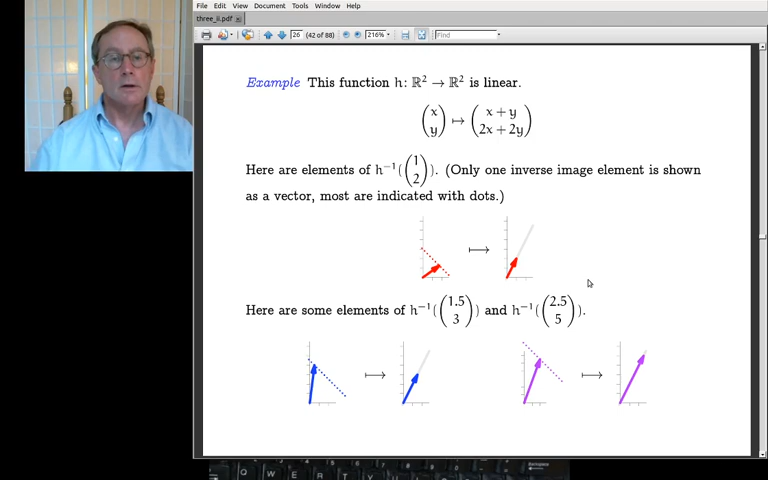 File Edit View Document Tools Window Help
three_ii.pdf
26 (42 of 88) 216% Find
Example This function h: ℝ² → ℝ² is linear.
(x y) ↦ (x + y 2x + 2y)
Here are elements of h⁻¹((1 2)). (Only one inverse image element is shown
as a vector, most are indicated with dots.)
↦
Here are some elements of h⁻¹((1.5 3)) and h⁻¹((2.5 5)).
↦ ↦
Q W E R T